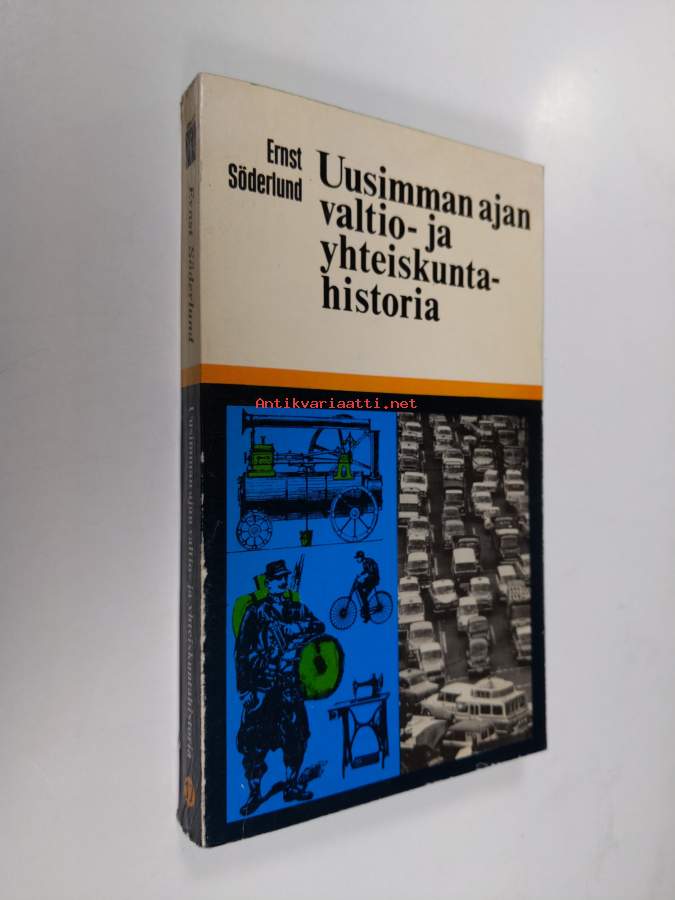 Ernst
Söderlund
Uusimman ajan
valtio- ja
yhteiskunta-
historia
Antikvariaatti.net
Ernst Söderlund
Uusimman ajan valtio- ja yhteiskuntahistoria